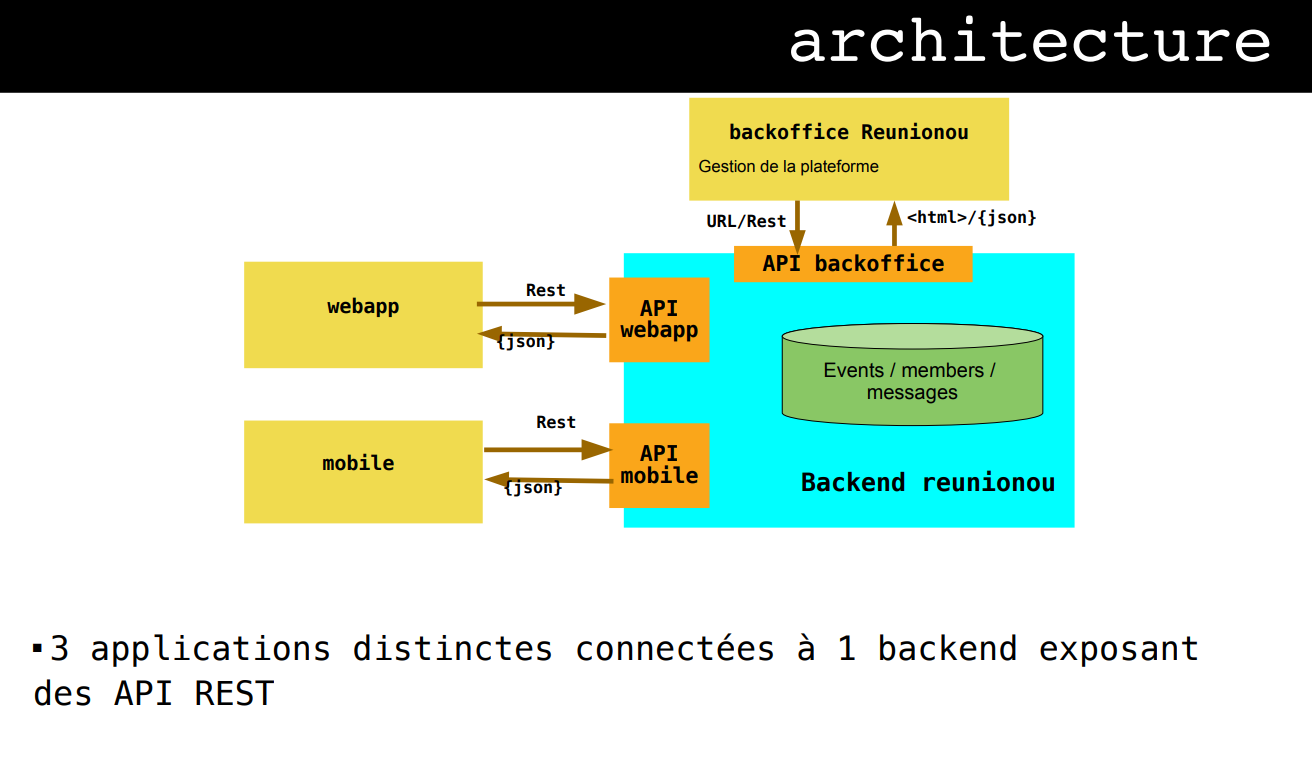 architecture
backoffice Reunionou
Gestion de la plateforme
URL/Rest
<html>/{json}
API backoffice
webapp
Rest
{json}
API
webapp
Events / members /
messages
mobile
Rest
{json}
API
mobile
Backend reunionou
▪3 applications distinctes connectées à 1 backend exposant
des API REST